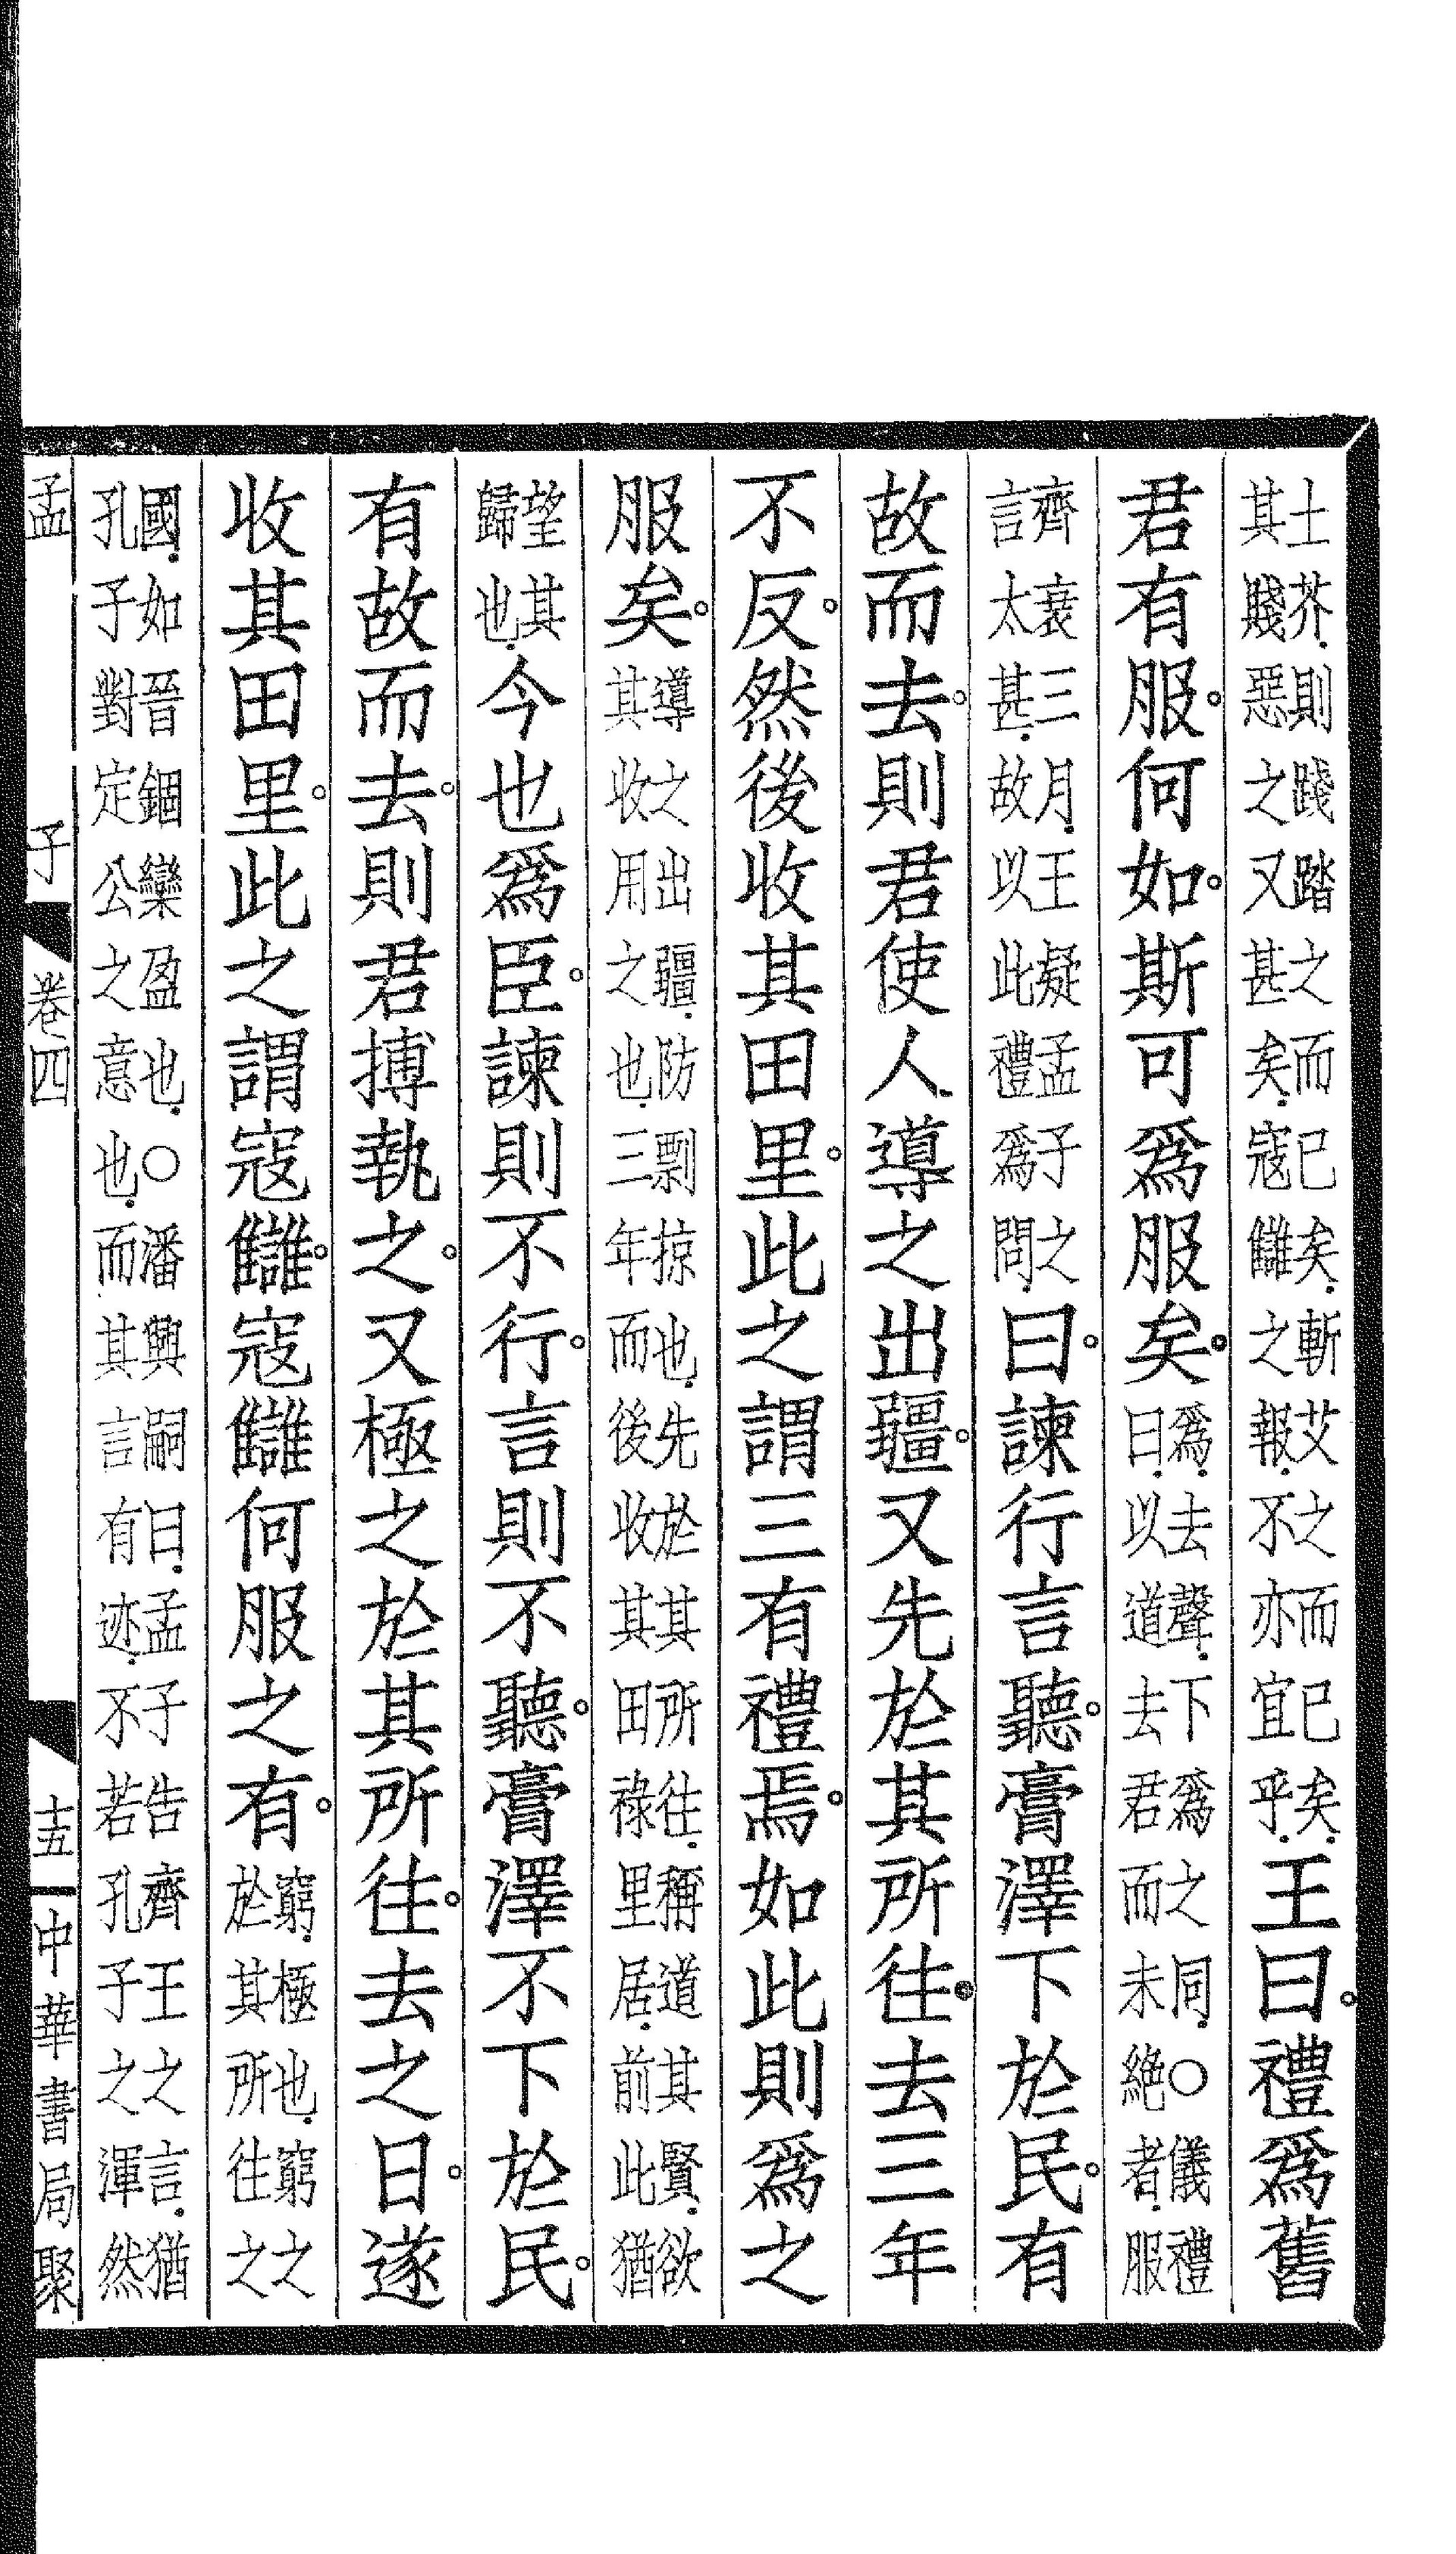 土芥.則踐踏之而已矣.斬艾之而已矣.
其賤惡之又甚矣.寇讎之報.不亦宜乎.
王曰。禮爲舊
君有服。何如。斯可爲服矣。
爲.去聲.下爲之同.○儀禮
曰.以道去君而未絶者.服
齊衰三月.王疑孟子之
言太甚.故以此禮爲問.
曰。諫行言聽。膏澤下於民。有
故而去。則君使人導之出疆。又先於其所往。去三年
不反。然後收其田里。此之謂三有禮焉。如此則爲之
服矣。
導之出疆.防剽掠也.先於其所往.稱道其賢.欲
其收用之也.三年而後收其田祿里居.前此猶
望其
歸也.
今也爲臣。諫則不行。言則不聽。膏澤不下於民。
有故而去。則君搏執之。又極之於其所往。去之日。遂
收其田里。此之謂寇讎。寇讎何服之有。
窮.極也.窮之
於其所往之
國.如晉錮欒盈也.○潘興嗣曰.孟子告齊王之言.猶
孔子對定公之意也.而其言有迹.不若孔子之渾然
孟 子 卷四 十五 中華書局聚